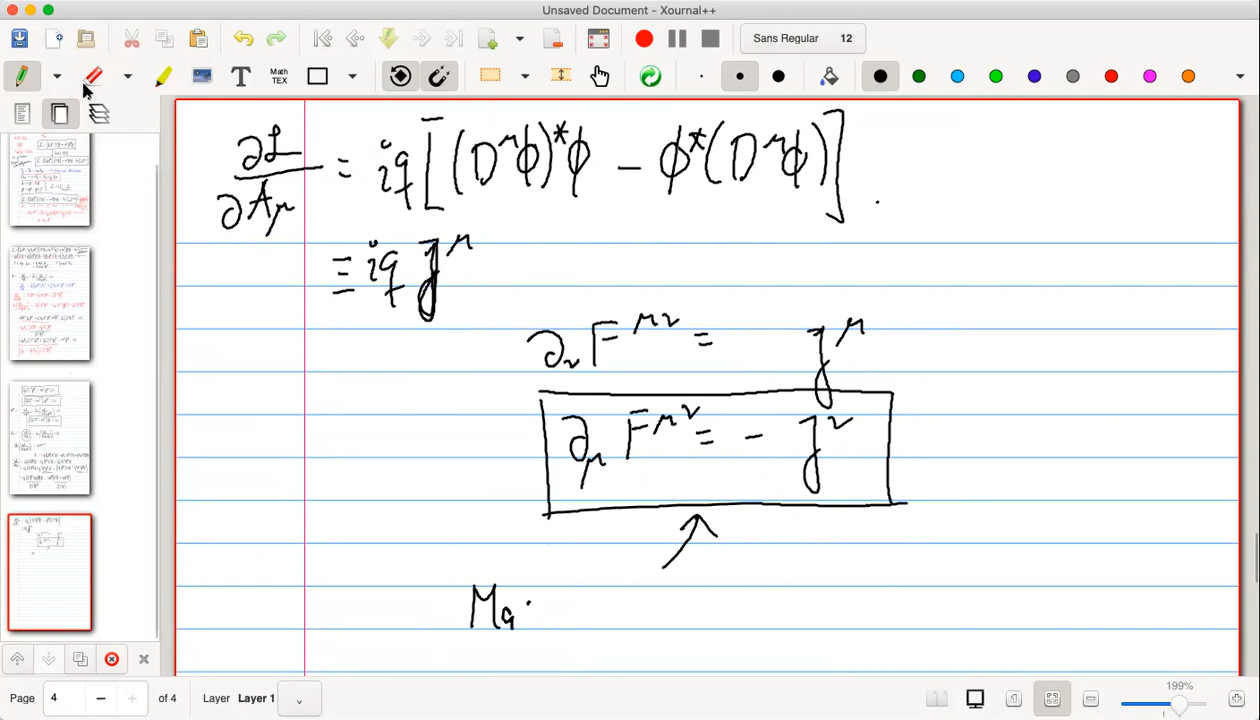 Unsaved Document - Xournal++
Sans Regular 12
Math
TEX
∂ℒ/∂A_μ = iq[(D^μϕ)*ϕ - ϕ*(D^μϕ)].
≡ iq J^μ
∂_ν F^{μν} = J^μ
∂_μ F^{μν} = - J^ν
Ma
Page 4 of 4 Layer Layer 1
199%